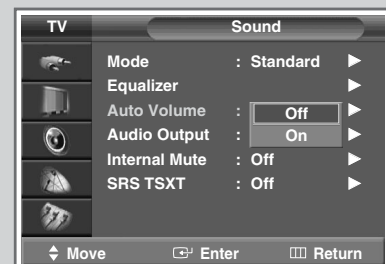 TV Sound
Mode : Standard
Equalizer
Auto Volume : Off
Audio Output : On
Internal Mute : Off
SRS TSXT : Off
Move Enter Return